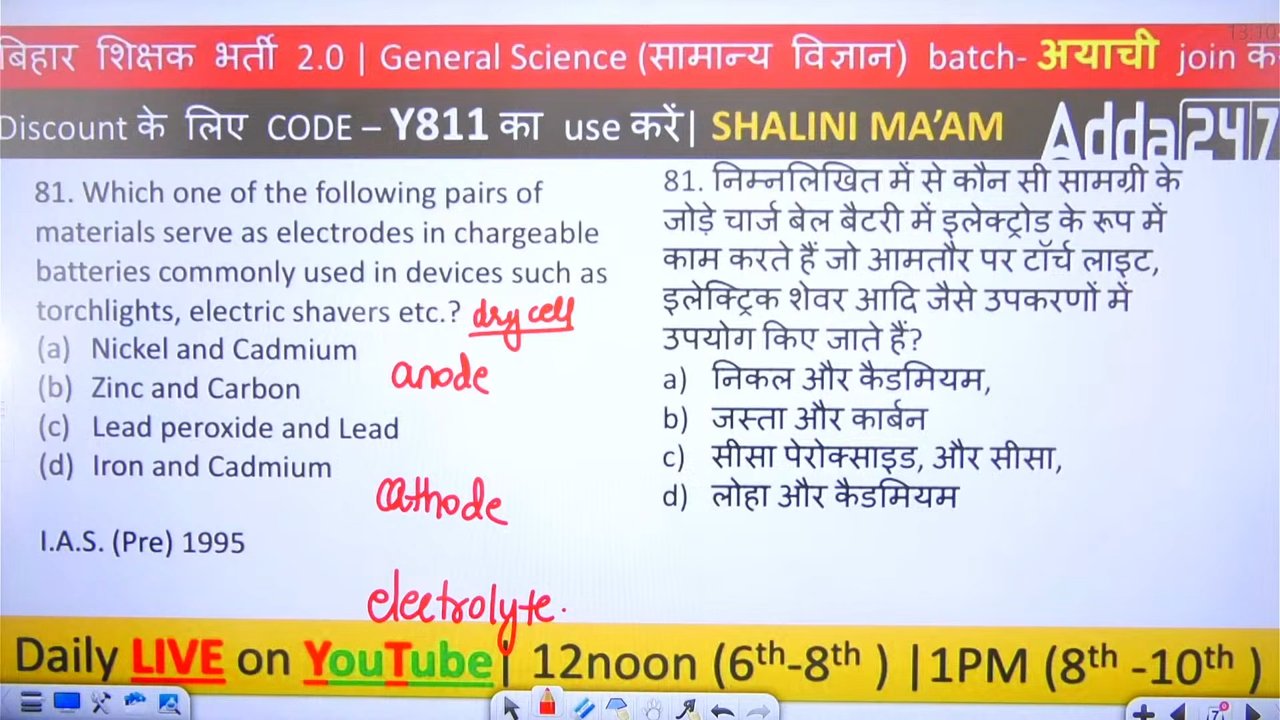 13:10
बिहार शिक्षक भर्ती 2.0 | General Science (सामान्य विज्ञान) batch- अयाची join क
Discount के लिए CODE – Y811 का use करें| SHALINI MA'AM Adda247
81. Which one of the following pairs of
materials serve as electrodes in chargeable
batteries commonly used in devices such as
torchlights, electric shavers etc.? dry cell
(a) Nickel and Cadmium
anode
(b) Zinc and Carbon
(c) Lead peroxide and Lead
(d) Iron and Cadmium
cathode
I.A.S. (Pre) 1995
electrolyte.
81. निम्नलिखित में से कौन सी सामग्री के
जोड़े चार्ज बेल बैटरी में इलेक्ट्रोड के रूप में
काम करते हैं जो आमतौर पर टॉर्च लाइट,
इलेक्ट्रिक शेवर आदि जैसे उपकरणों में
उपयोग किए जाते हैं?
a) निकल और कैडमियम,
b) जस्ता और कार्बन
c) सीसा पेरोक्साइड, और सीसा,
d) लोहा और कैडमियम
Daily LIVE on YouTube| 12noon (6th-8th ) |1PM (8th -10th )
7